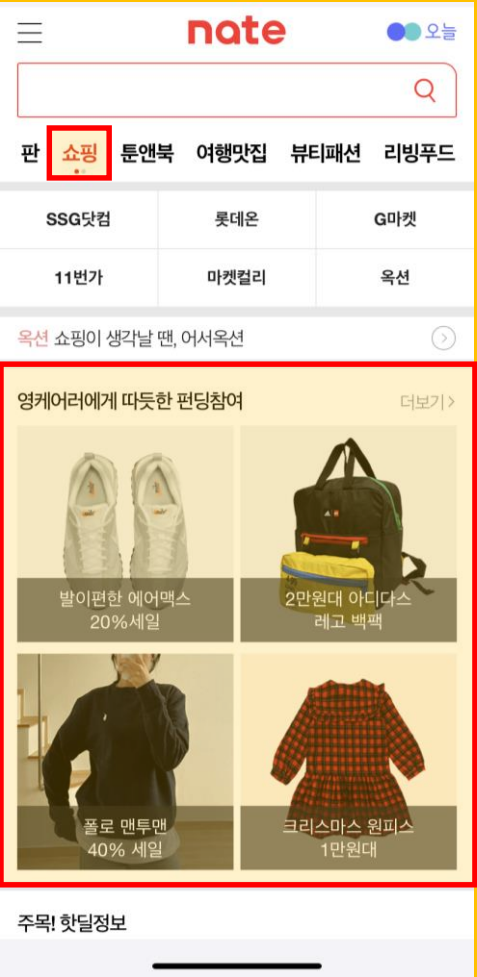 nate
오늘
판 쇼핑 툰앤북 여행맛집 뷰티패션 리빙푸드
SSG닷컴 롯데온 G마켓
11번가 마켓컬리 옥션
옥션 쇼핑이 생각날 땐, 어서옥션
영케어러에게 따듯한 펀딩참여 더보기
발이편한 에어맥스
20%세일
2만원대 아디다스
레고 백팩
폴로 맨투맨
40% 세일
크리스마스 원피스
1만원대
주목! 핫딜정보